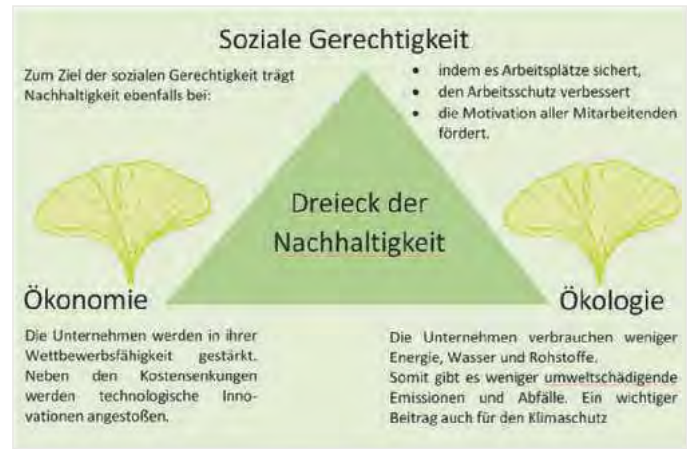 Soziale Gerechtigkeit
Zum Ziel der sozialen Gerechtigkeit trägt
Nachhaltigkeit ebenfalls bei:
• indem es Arbeitsplätze sichert,
• den Arbeitsschutz verbessert
• die Motivation aller Mitarbeitenden
fördert.
Dreieck der
Nachhaltigkeit
Ökonomie
Die Unternehmen werden in ihrer
Wettbewerbsfähigkeit gestärkt.
Neben den Kostensenkungen
werden technologische Inno-
vationen angestoßen.
Ökologie
Die Unternehmen verbrauchen weniger
Energie, Wasser und Rohstoffe.
Somit gibt es weniger umweltschädigende
Emissionen und Abfälle. Ein wichtiger
Beitrag auch für den Klimaschutz